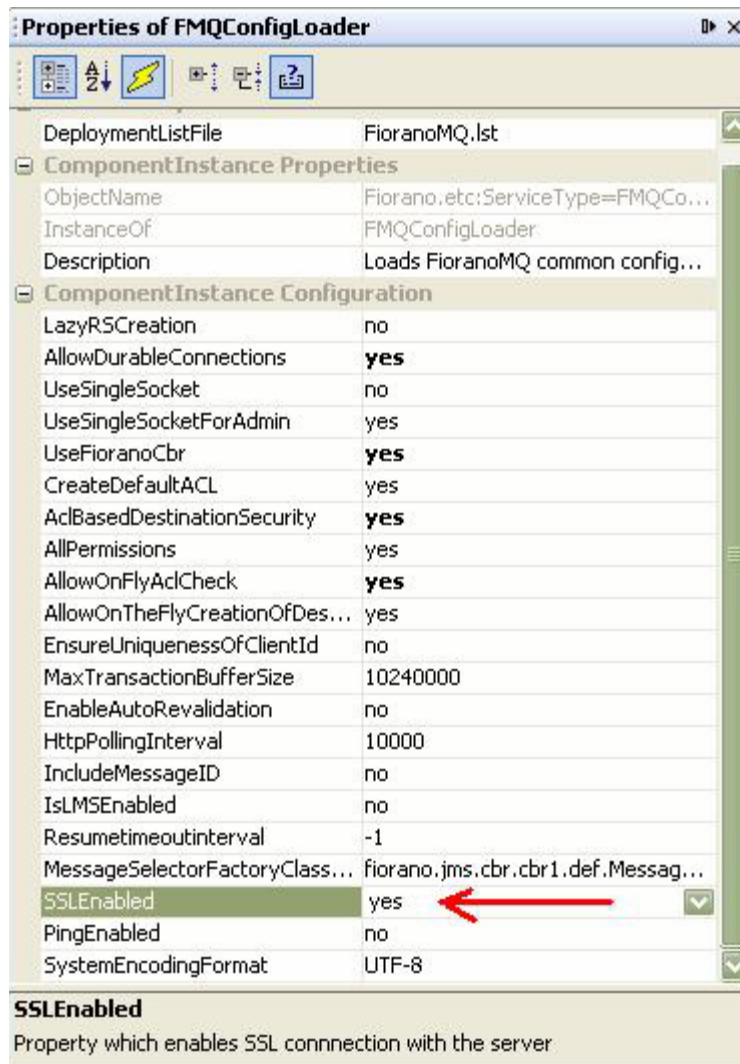 Properties of FMQConfigLoader
DeploymentListFile FioranoMQ.lst
ComponentInstance Properties
ObjectName Fiorano.etc:ServiceType=FMQCo...
InstanceOf FMQConfigLoader
Description Loads FioranoMQ common config...
ComponentInstance Configuration
LazyRSCreation no
AllowDurableConnections yes
UseSingleSocket no
UseSingleSocketForAdmin yes
UseFioranoCbr yes
CreateDefaultACL yes
AclBasedDestinationSecurity yes
AllPermissions yes
AllowOnFlyAclCheck yes
AllowOnTheFlyCreationOfDes... yes
EnsureUniquenessOfClientId no
MaxTransactionBufferSize 10240000
EnableAutoRevalidation no
HttpPollingInterval 10000
IncludeMessageID no
IsLMSEnabled no
Resumetimeoutinterval -1
MessageSelectorFactoryClass... fiorano.jms.cbr.cbr1.def.Messag...
SSLEnabled yes
PingEnabled no
SystemEncodingFormat UTF-8
SSLEnabled
Property which enables SSL connnection with the server